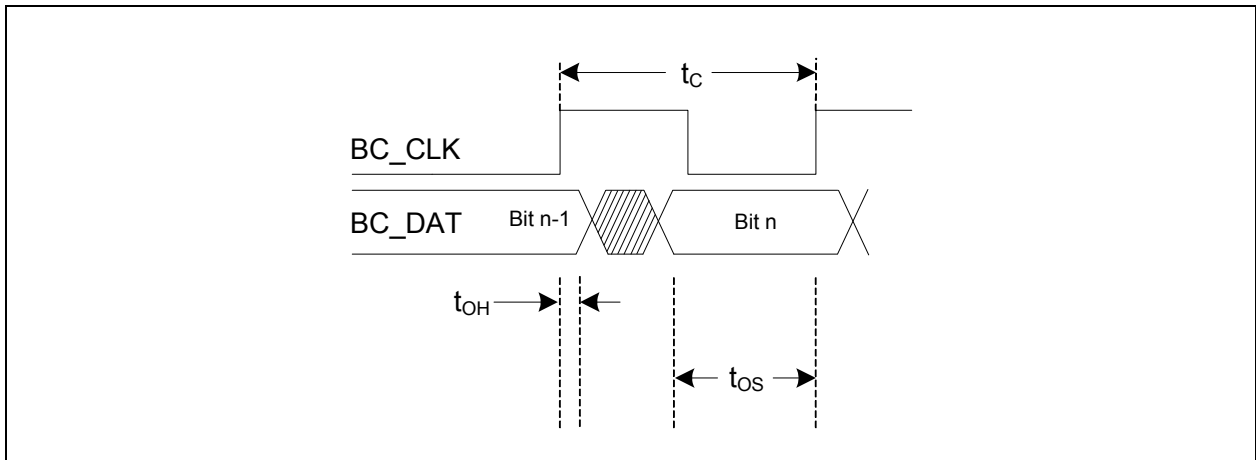 tC
BC_CLK
BC_DAT
Bit n-1
Bit n
tOH
tOS